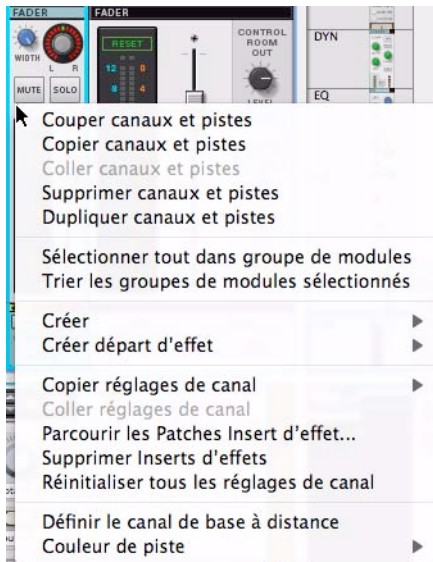 FADER FADER
WIDTH L R
RESET
CONTROL
ROOM
OUT
DYN
12 0
8 4
MUTE SOLO
EQ
Couper canaux et pistes
Copier canaux et pistes
Coller canaux et pistes
Supprimer canaux et pistes
Dupliquer canaux et pistes
Sélectionner tout dans groupe de modules
Trier les groupes de modules sélectionnés
Créer
Créer départ d'effet
Copier réglages de canal
Coller réglages de canal
Parcourir les Patches Insert d'effet...
Supprimer Inserts d'effets
Réinitialiser tous les réglages de canal
Définir le canal de base à distance
Couleur de piste